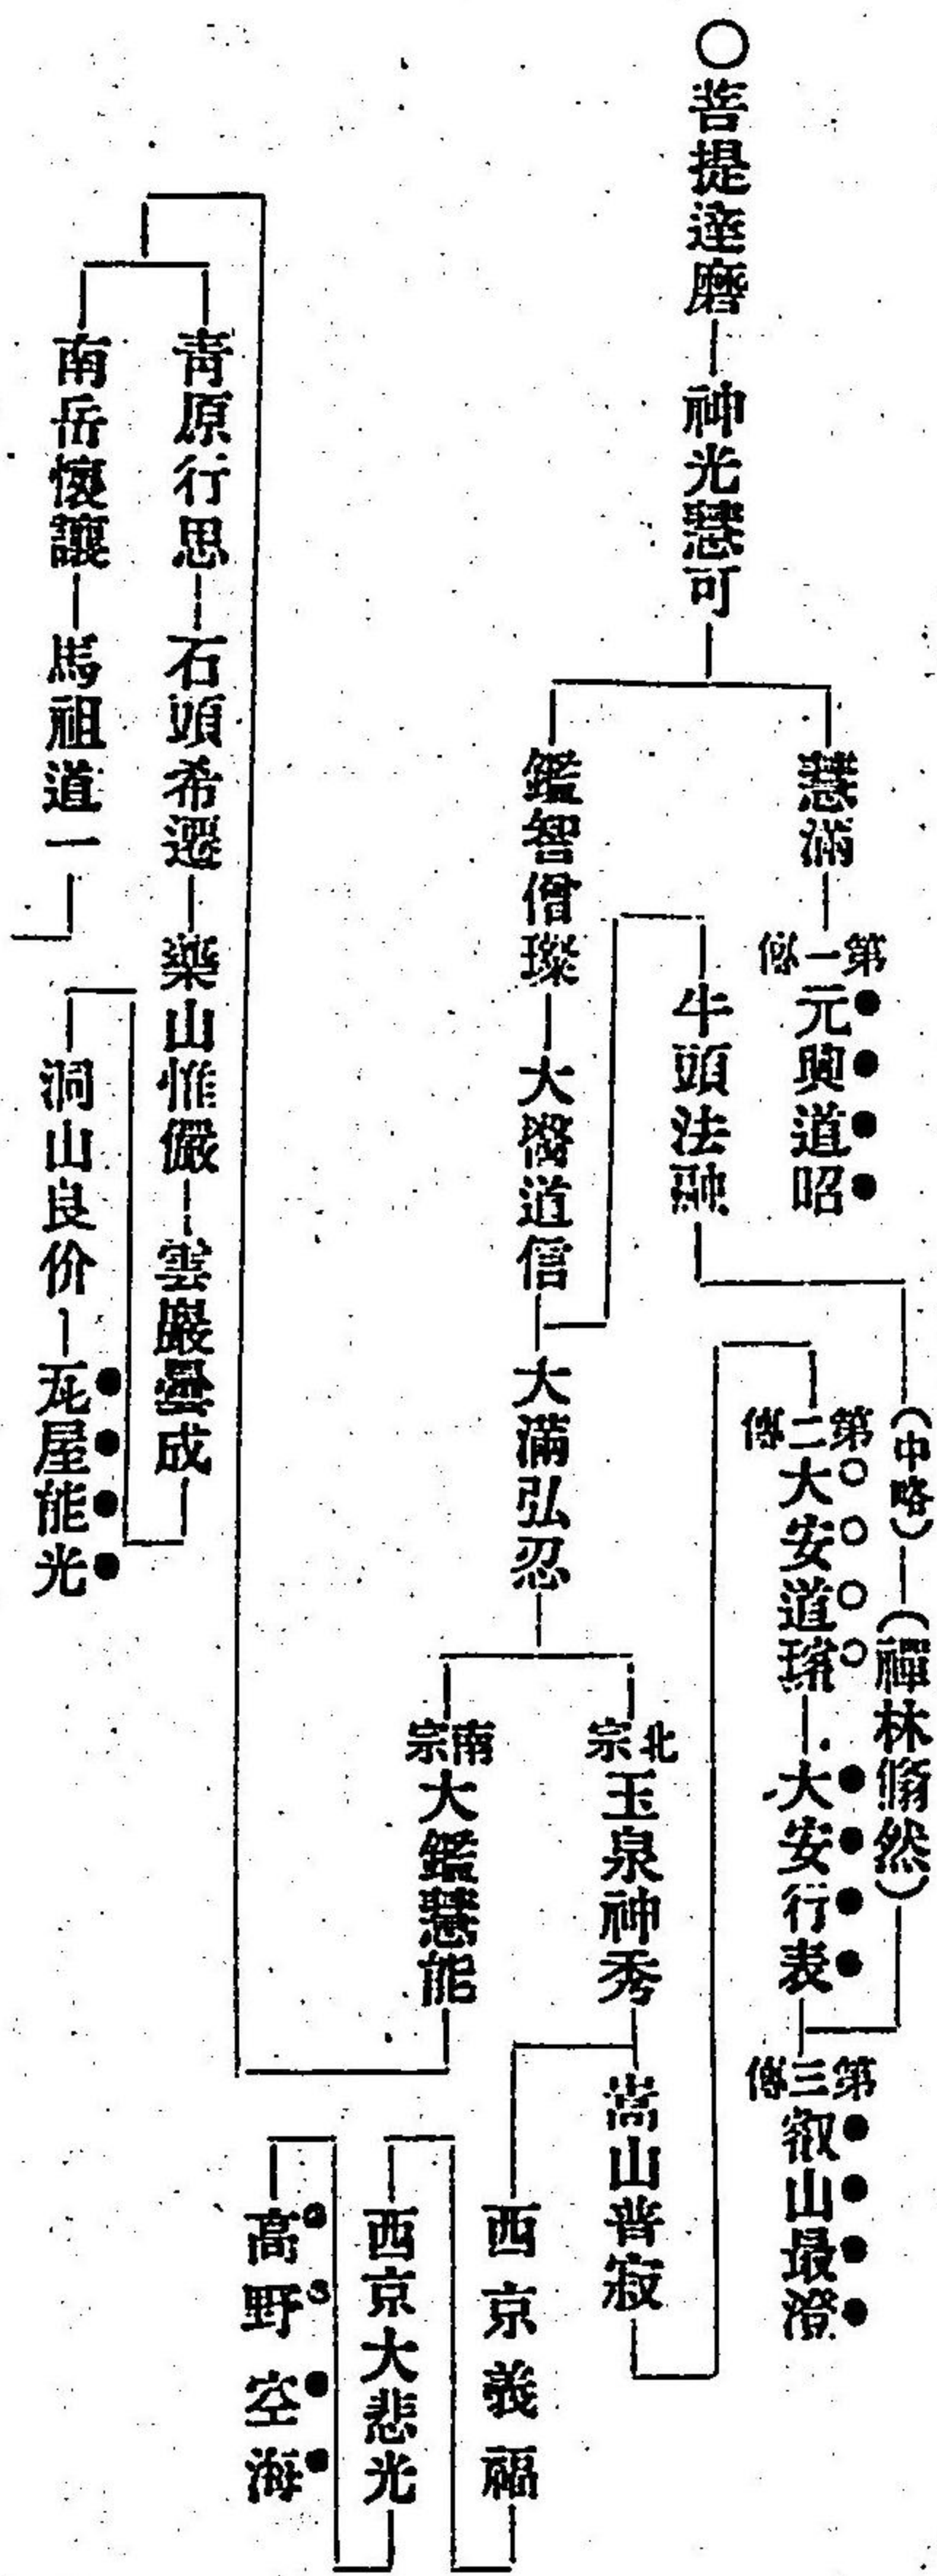 ○菩提達磨―神光慧可
慧滿―第一傳 元興道昭
鑑智僧璨―大醫道信―大滿弘忍
牛頭法融
(中略)―(禪林翛然)
北宗 玉泉神秀―嵩山普寂
第二傳 大安道璿―大安行表
第三傳 叡山最澄
西京義福
西京大悲光
高野空海
南宗 大鑑慧能
靑原行思―石頭希遷―藥山惟儼―雲巖曇成
洞山良价―瓦屋能光
南岳懷讓―馬祖道一